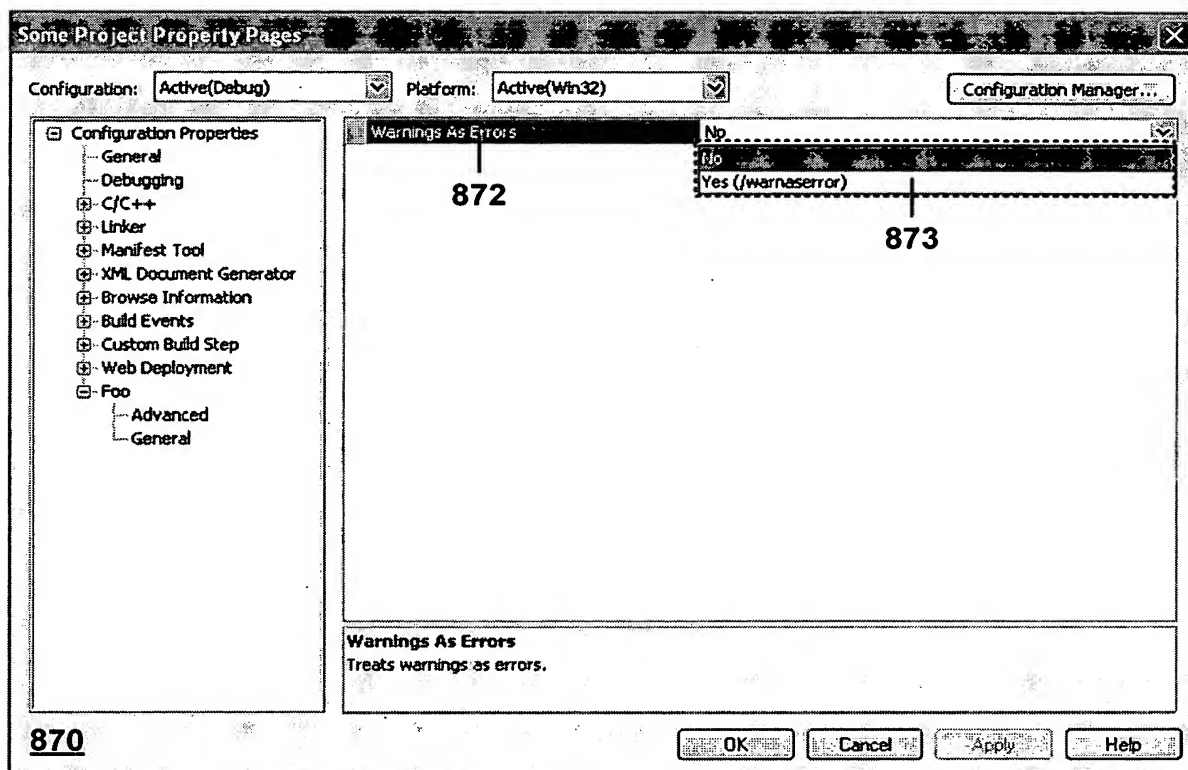 Some Project Property Pages
Configuration: Active(Debug) Platform: Active(Win32) Configuration Manager...
Configuration Properties
General
Debugging
C/C++
Linker
Manifest Tool
XML Document Generator
Browse Information
Build Events
Custom Build Step
Web Deployment
Foo
Advanced
General
Warnings As Errors No
No
Yes (/warnaserror)
872
873
Warnings As Errors
Treats warnings as errors.
870
OK Cancel Apply Help